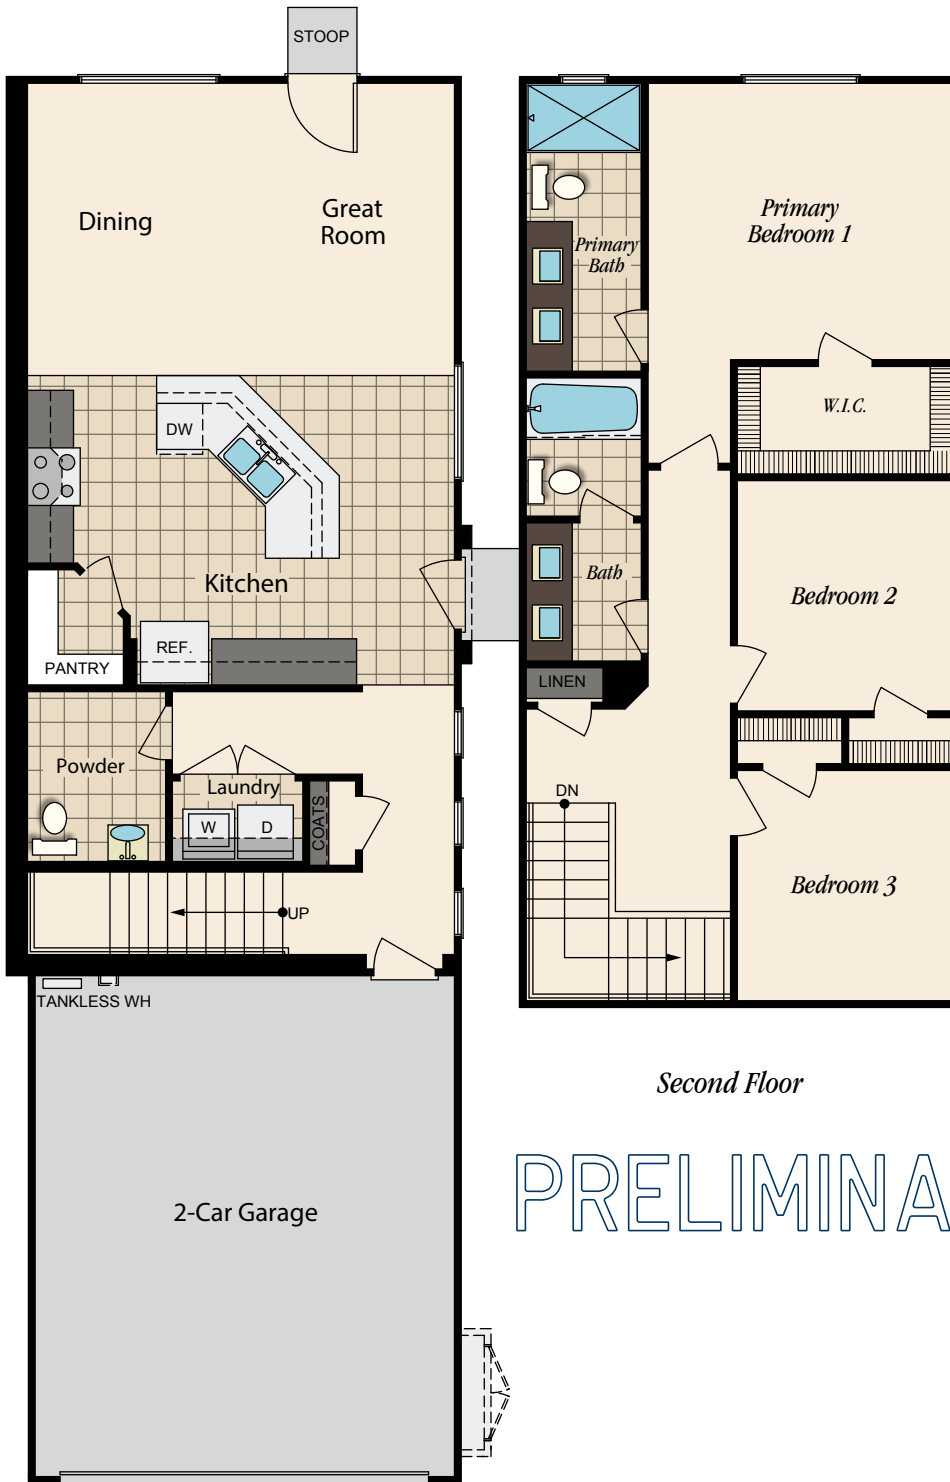 STOOP
Dining
Great
Room
DW
Kitchen
REF.
PANTRY
Powder
Laundry
W
D
COATS
UP
TANKLESS WH
2-Car Garage
Primary
Bedroom 1
Primary
Bath
W.I.C.
Bath
Bedroom 2
LINEN
DN
Bedroom 3
Second Floor
PRELIMINA